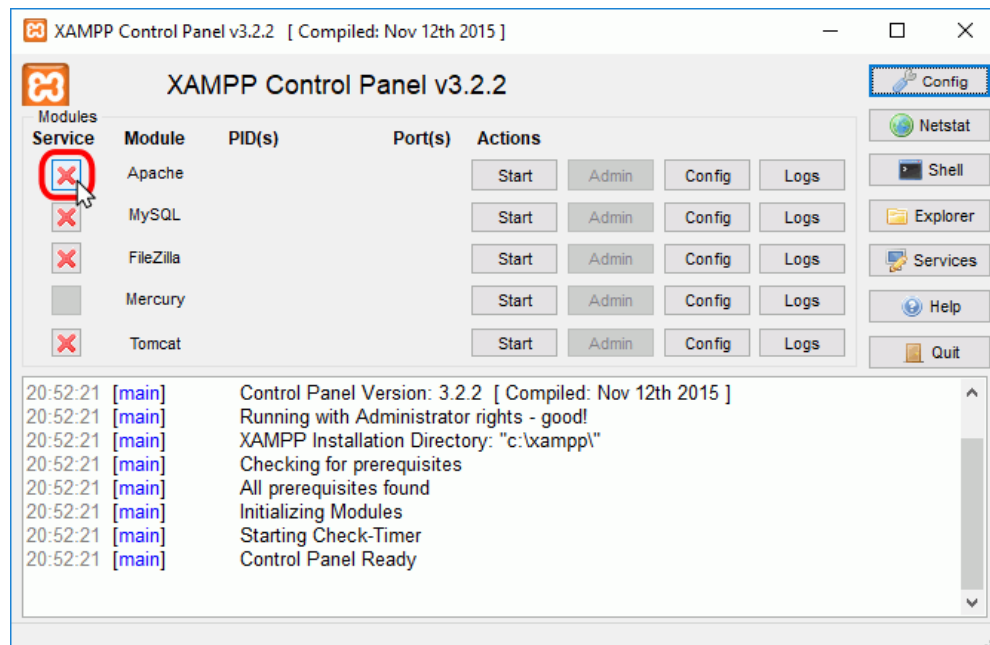 XAMPP Control Panel v3.2.2 [ Compiled: Nov 12th 2015 ]
XAMPP Control Panel v3.2.2
Config
Modules
Netstat
Service Module PID(s) Port(s) Actions
Apache Start Admin Config Logs
Shell
MySQL Start Admin Config Logs
Explorer
FileZilla Start Admin Config Logs
Services
Mercury Start Admin Config Logs
Help
Tomcat Start Admin Config Logs
Quit
20:52:21 [main] Control Panel Version: 3.2.2 [ Compiled: Nov 12th 2015 ]
20:52:21 [main] Running with Administrator rights - good!
20:52:21 [main] XAMPP Installation Directory: "c:\xampp\"
20:52:21 [main] Checking for prerequisites
20:52:21 [main] All prerequisites found
20:52:21 [main] Initializing Modules
20:52:21 [main] Starting Check-Timer
20:52:21 [main] Control Panel Ready